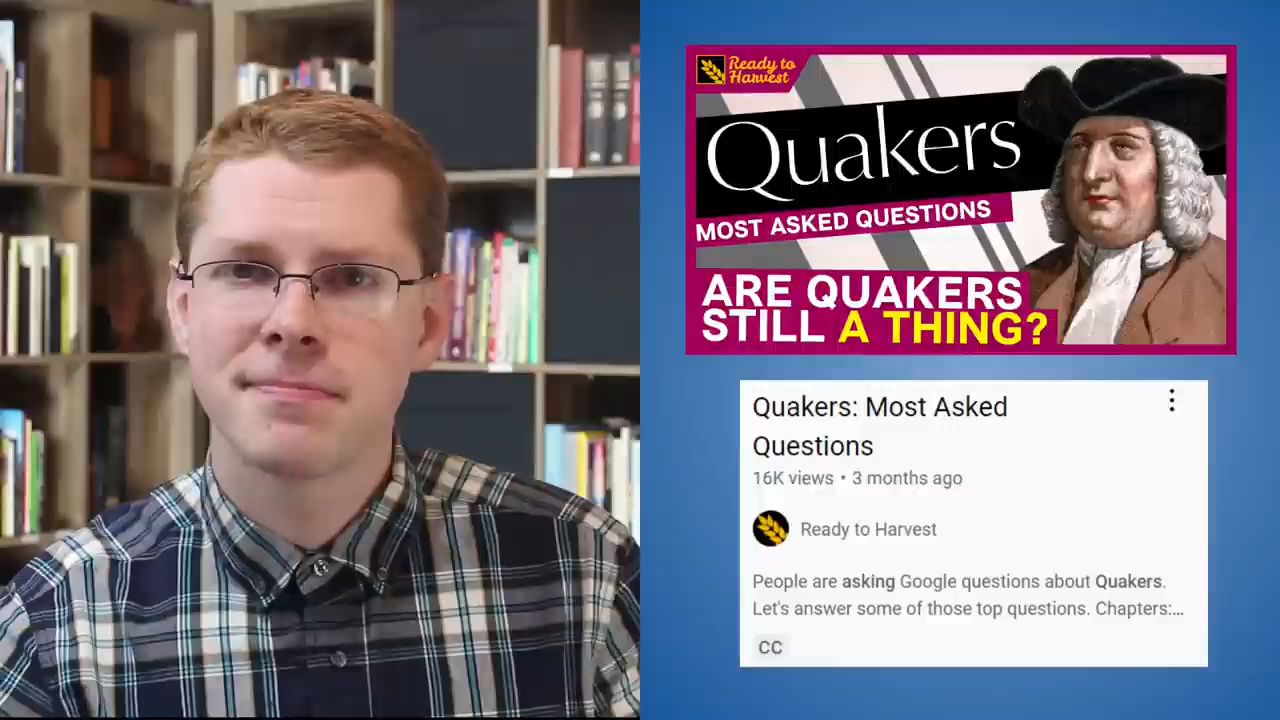 Ready to
Harvest
Quakers
MOST ASKED QUESTIONS
ARE QUAKERS
STILL A THING?
Quakers: Most Asked
Questions
16K views • 3 months ago
Ready to Harvest
People are asking Google questions about Quakers.
Let's answer some of those top questions. Chapters:...
CC